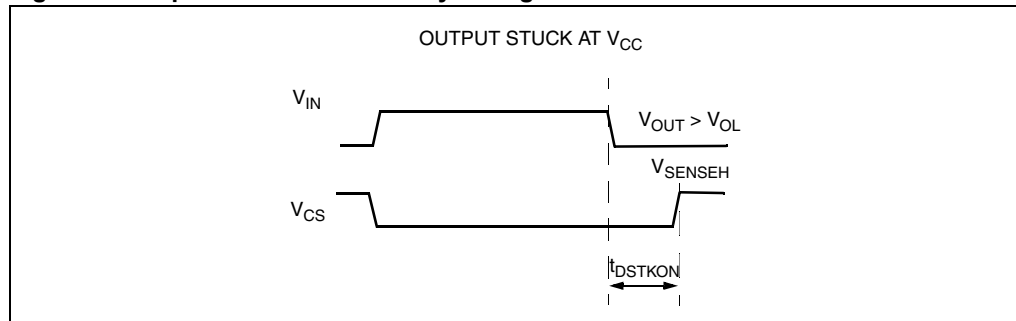 OUTPUT STUCK AT VCC
VIN
VOUT > VOL
VSENSEH
VCS
tDSTKON